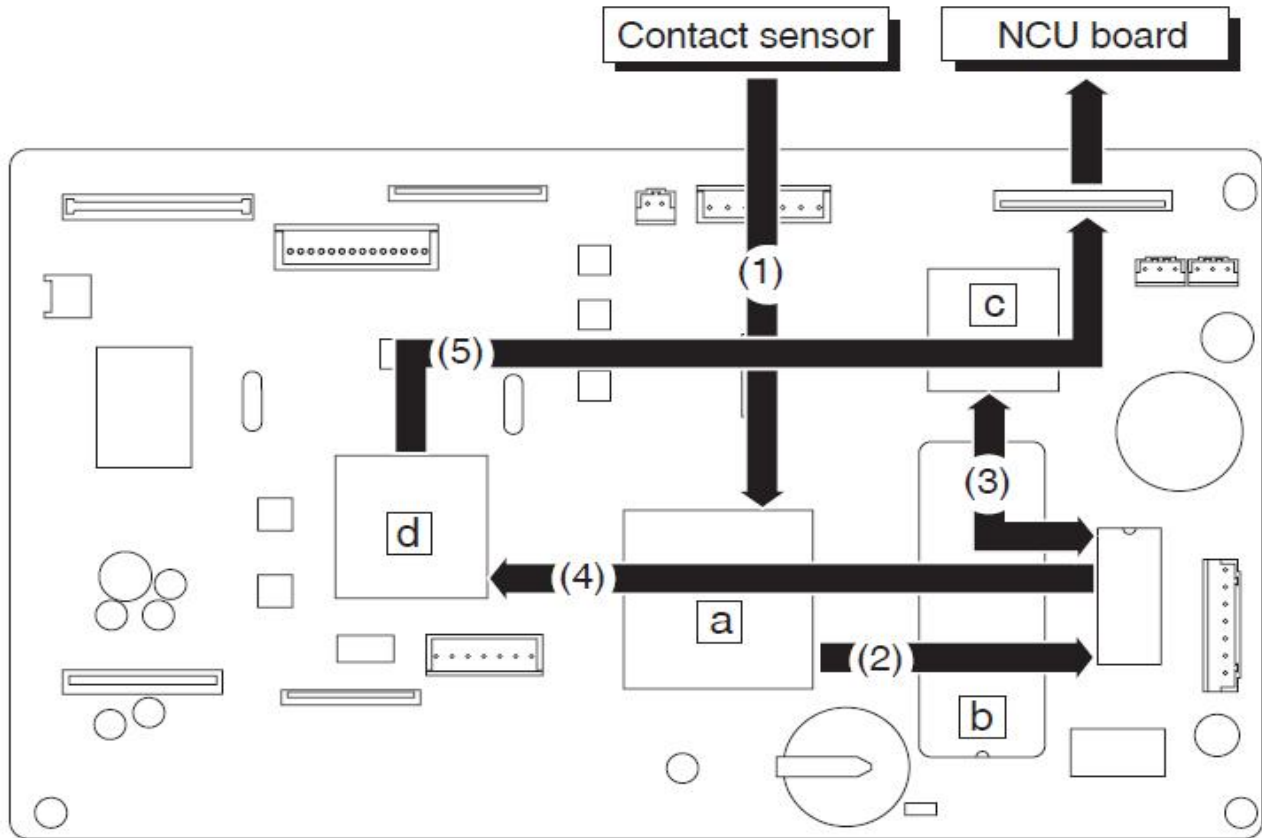 Contact sensor
NCU board
(1)
c
(5)
(3)
d
(4)
a
(2)
b